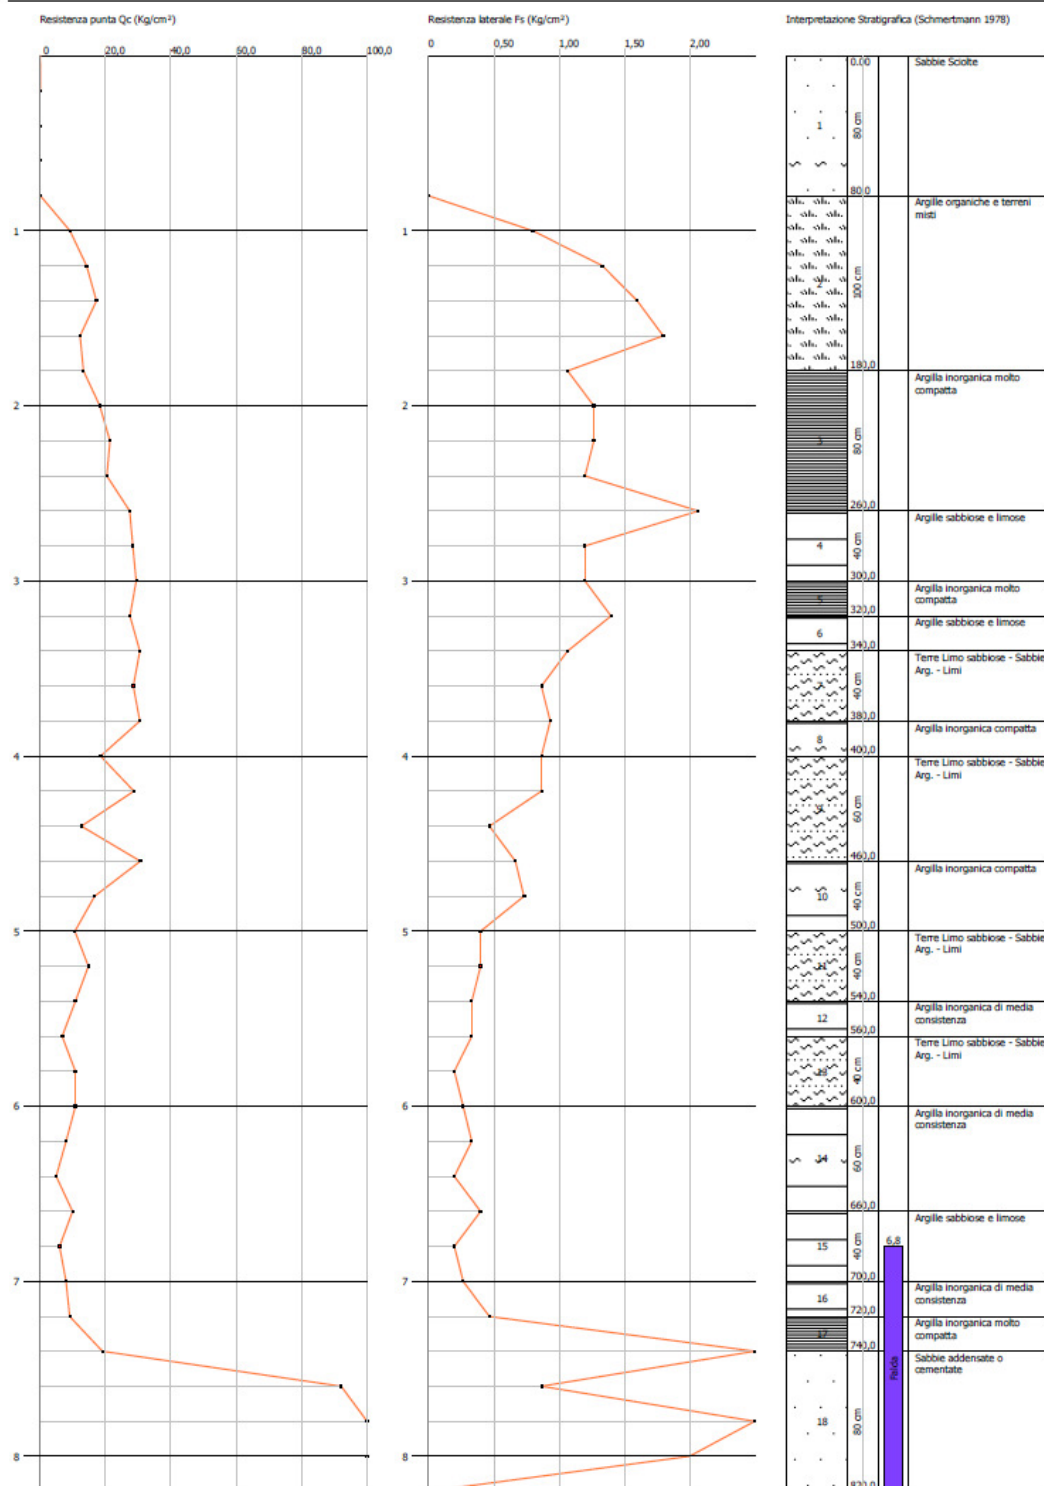 Resistenza punta Qc (Kg/cm²)
Resistenza laterale Fs (Kg/cm²)
Interpretazione Stratigrafica (Schmertmann 1978)
0 20,0 40,0 60,0 80,0 100,0
0 0,50 1,00 1,50 2,00
0.00
1
80 cm
Sabbie Sciolte
80.0
2
100 cm
Argille organiche e terreni
misti
180,0
3
80 cm
Argilla inorganica molto
compatta
260,0
4
40 cm
Argille sabbiose e limose
300,0
5
Argilla inorganica molto
compatta
320,0
6
Argille sabbiose e limose
340,0
7
40 cm
Terre Limo sabbiose - Sabbie
Arg. - Limi
380,0
8
Argilla inorganica compatta
400,0
9
60 cm
Terre Limo sabbiose - Sabbie
Arg. - Limi
460,0
10
40 cm
Argilla inorganica compatta
500,0
11
40 cm
Terre Limo sabbiose - Sabbie
Arg. - Limi
540,0
12
Argilla inorganica di media
consistenza
560,0
13
40 cm
Terre Limo sabbiose - Sabbie
Arg. - Limi
600,0
14
60 cm
Argilla inorganica di media
consistenza
660,0
15
40 cm
6,8
Argille sabbiose e limose
700,0
16
Argilla inorganica di media
consistenza
720,0
17
Argilla inorganica molto
compatta
740,0
18
80 cm
Falda
Sabbie addensate o
cementate
820,0
1
2
3
4
5
6
7
8
1
2
3
4
5
6
7
8